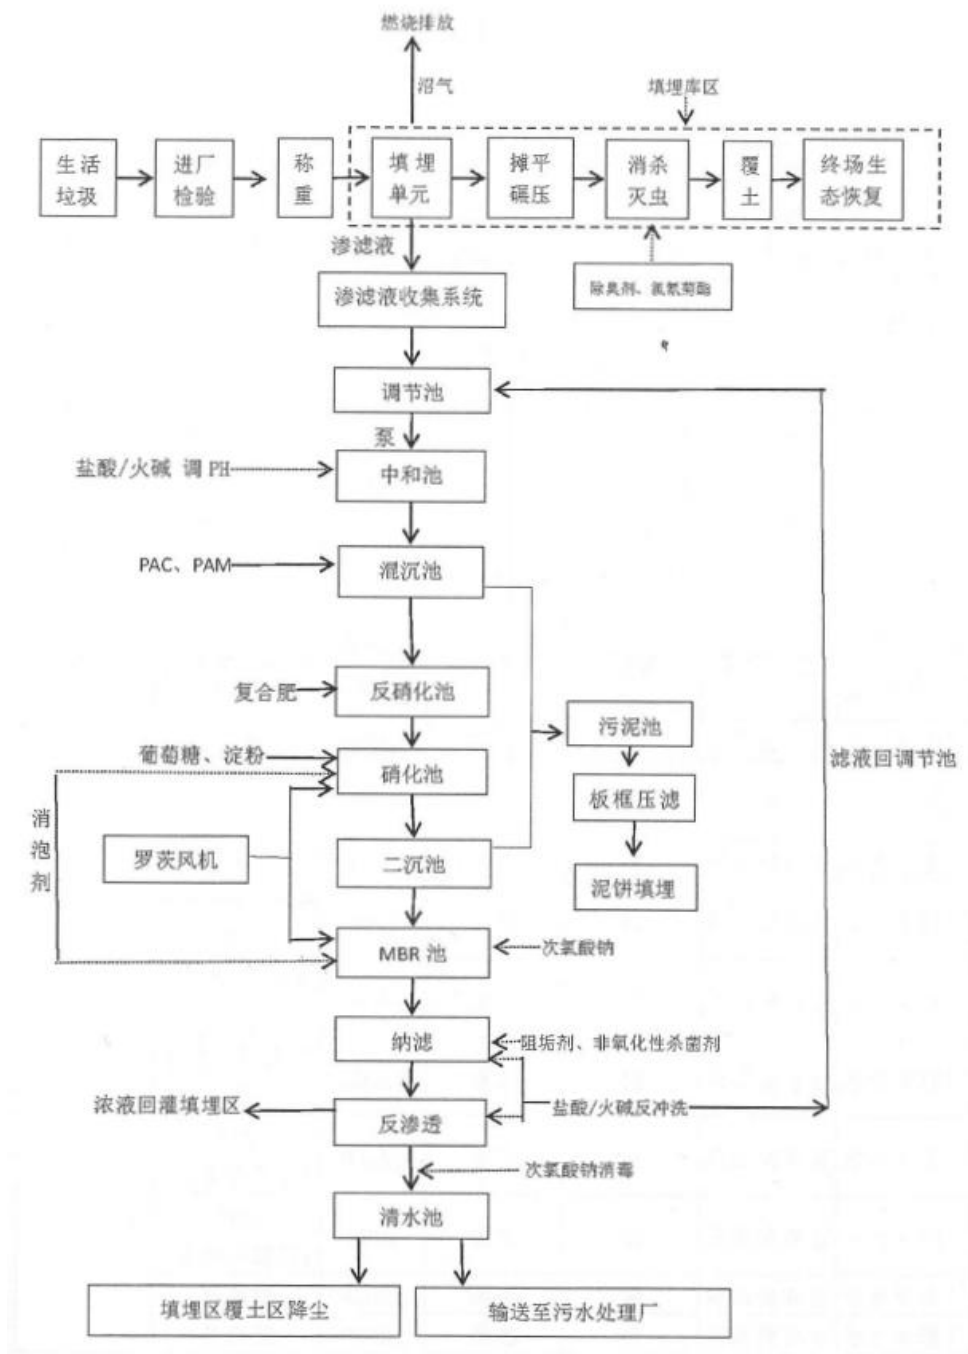 燃烧排放
沼气
填埋库区
生活
垃圾
进厂
检验
称
重
填埋
单元
摊平
碾压
消杀
灭虫
覆
土
终场生
态恢复
渗滤液
渗滤液收集系统
除臭剂、氯氰菊酯
调节池
泵
盐酸/火碱 调 PH
中和池
PAC、PAM
混沉池
复合肥
反硝化池
污泥池
葡萄糖、淀粉
硝化池
滤液回调节池
板框压滤
消
泡
剂
罗茨风机
二沉池
泥饼填埋
MBR 池
次氯酸钠
纳滤
阻垢剂、非氧化性杀菌剂
浓液回灌填埋区
盐酸/火碱反冲洗
反渗透
次氯酸钠消毒
清水池
填埋区覆土区降尘
输送至污水处理厂